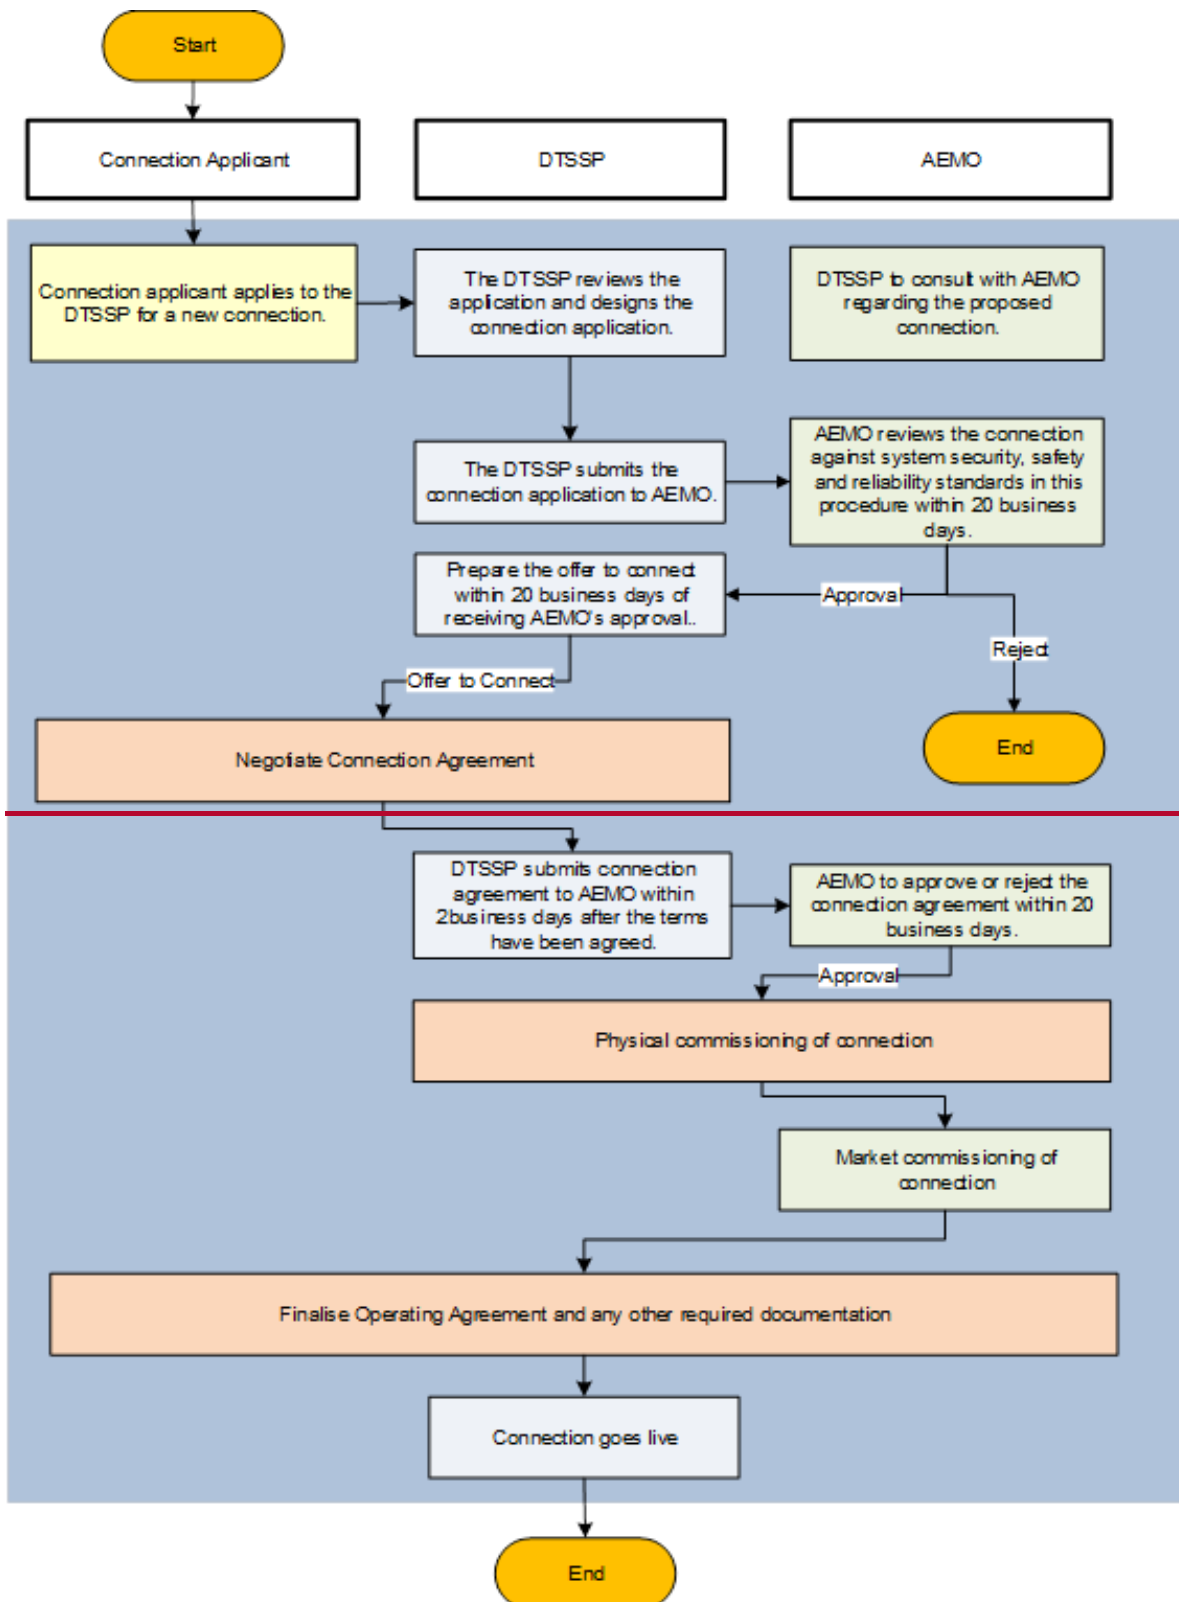 Start
Connection Applicant
DTSSP
AEMO
Connection applicant applies to the
DTSSP for a new connection.
The DTSSP reviews the
application and designs the
connection application.
DTSSP to consult with AEMO
regarding the proposed
connection.
The DTSSP submits the
connection application to AEMO.
AEMO reviews the connection
against system security, safety
and reliability standards in this
procedure within 20 business
days.
Prepare the offer to connect
within 20 business days of
receiving AEMO's approval..
Approval
Reject
Offer to Connect
Negotiate Connection Agreement
End
DTSSP submits connection
agreement to AEMO within
2business days after the terms
have been agreed.
AEMO to approve or reject the
connection agreement within 20
business days.
Approval
Physical commissioning of connection
Market commissioning of
connection
Finalise Operating Agreement and any other required documentation
Connection goes live
End